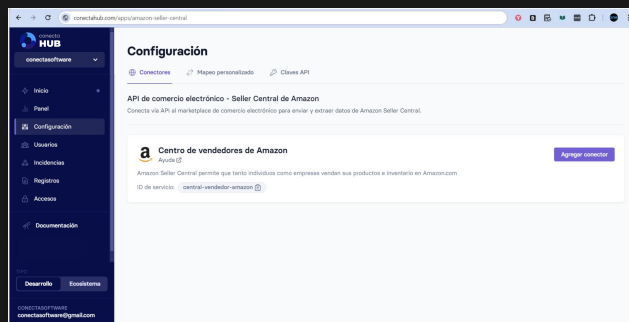 conectahub.com/apps/amazon-seller-central
conecta
HUB
conectasoftware
Inicio
Panel
Configuración
Usuarios
Incidencias
Registros
Accesos
Documentación
TIPO
Desarrollo
Ecosistema
CONECTASOFTWARE
conectasoftware@gmail.com
Configuración
Conectores
Mapeo personalizado
Claves API
API de comercio electrónico - Seller Central de Amazon
Conecta vía API al marketplace de comercio electrónico para enviar y extraer datos de Amazon Seller Central.
a
Centro de vendedores de Amazon
Ayuda
Agregar conector
Amazon Seller Central permite que tanto individuos como empresas vendan sus productos e inventario en Amazon.com
ID de servicio: central-vendedor-amazon